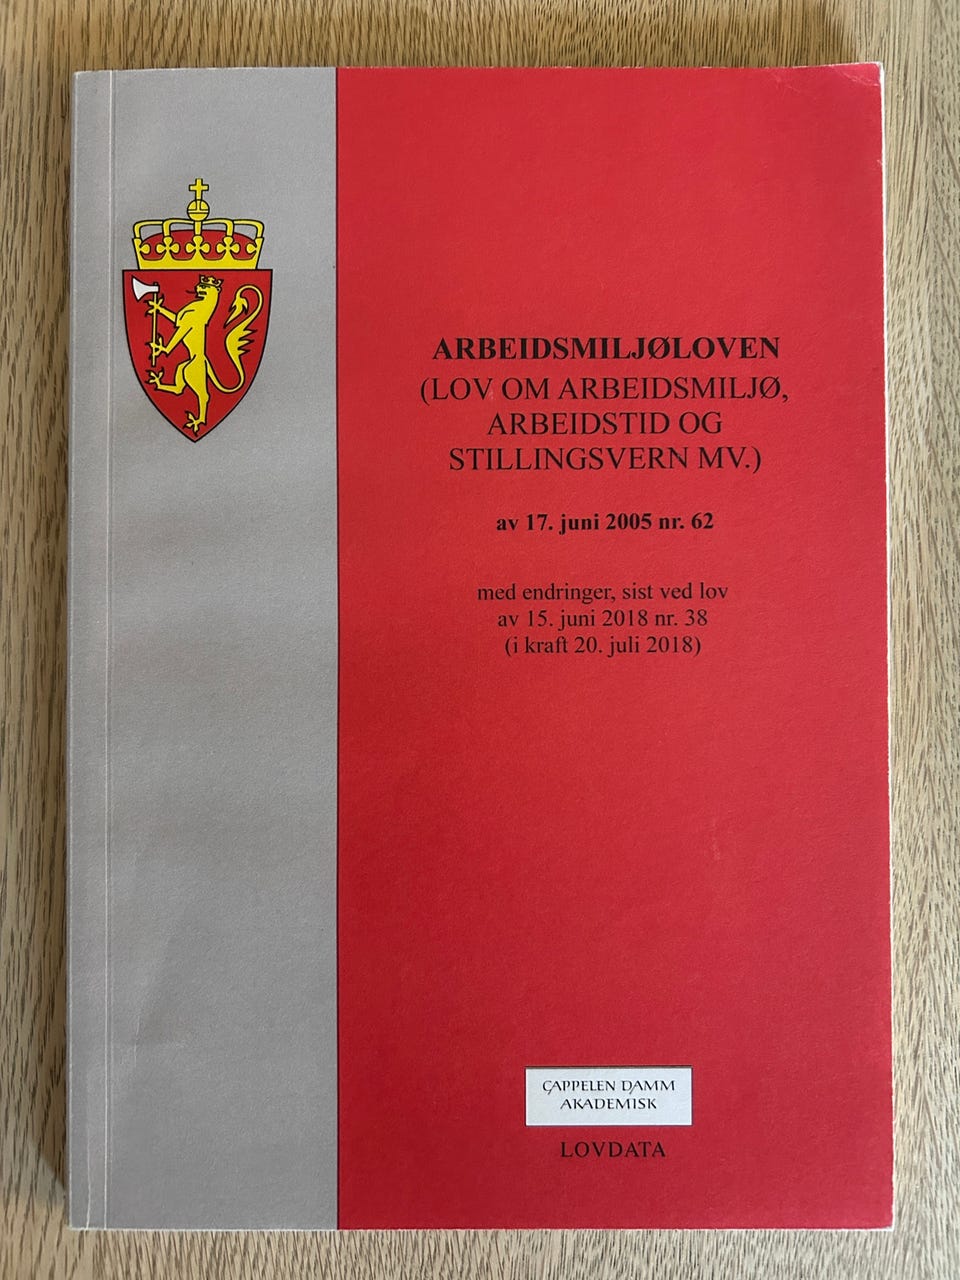 ARBEIDSMILJØLOVEN
(LOV OM ARBEIDSMILJØ,
ARBEIDSTID OG
STILLINGSVERN MV.)
av 17. juni 2005 nr. 62
med endringer, sist ved lov
av 15. juni 2018 nr. 38
(i kraft 20. juli 2018)
CAPPELEN DAMM
AKADEMISK
LOVDATA